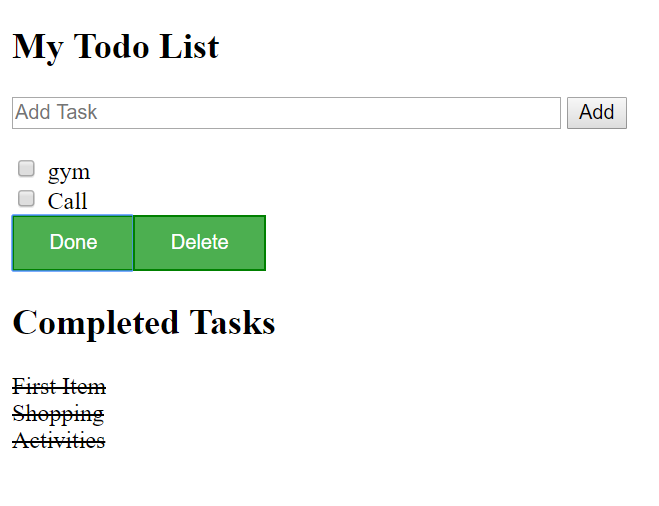 My Todo List
Add Task Add
gym
Call
Done Delete
Completed Tasks
First Item
Shopping
Activities